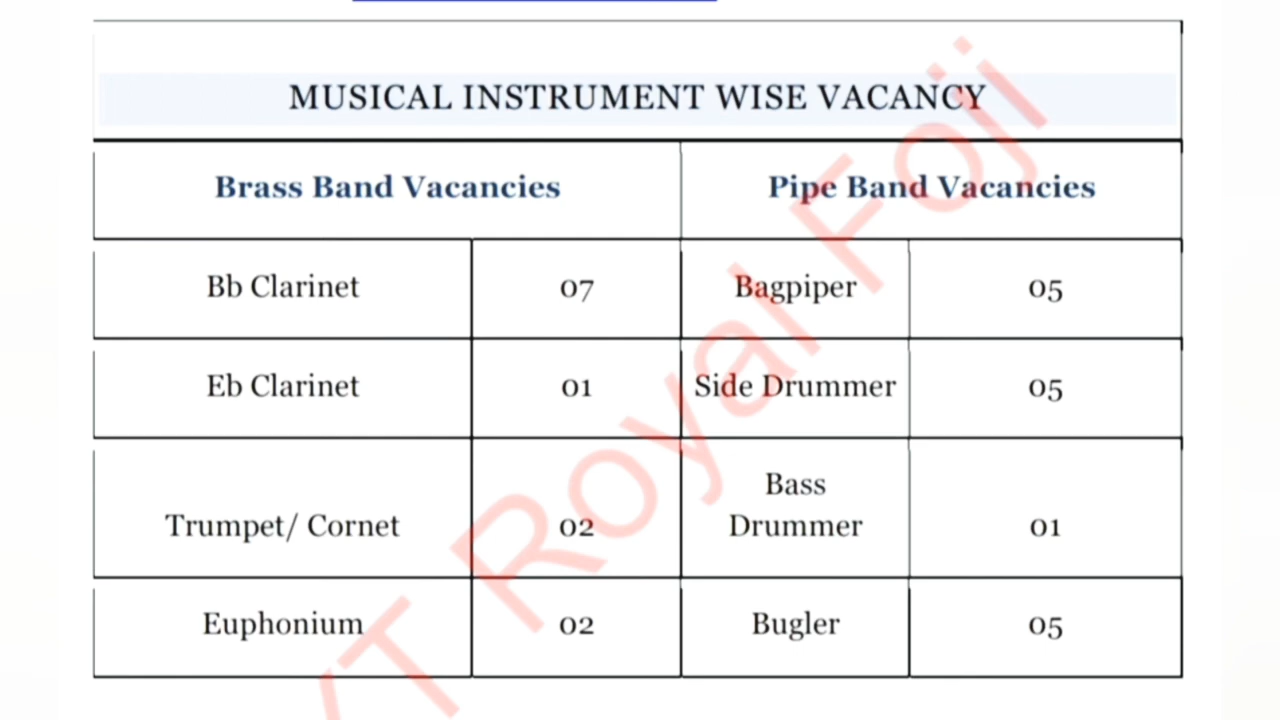 MUSICAL INSTRUMENT WISE VACANCY
Brass Band Vacancies Pipe Band Vacancies
Bb Clarinet 07 Bagpiper 05
Eb Clarinet 01 Side Drummer 05
Bass
Trumpet/ Cornet 02 Drummer 01
Euphonium 02 Bugler 05
YT Royal Foji